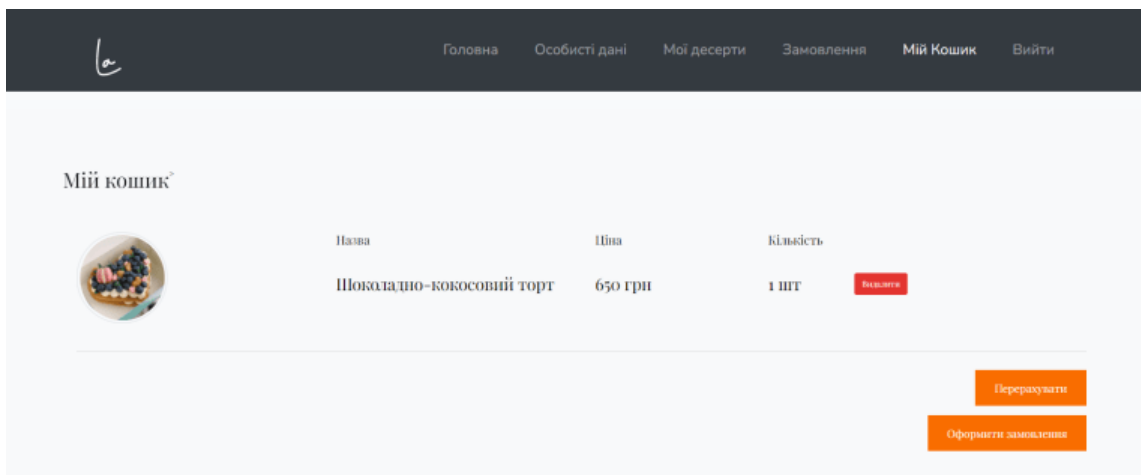 La
Головна Особисті дані Мої десерти Замовлення Мій Кошик Вийти
Мій кошик
Назва Ціна Кількість
Шоколадно-кокосовий торт 650 грн 1 шт Видалити
Перерахувати
Оформити замовлення